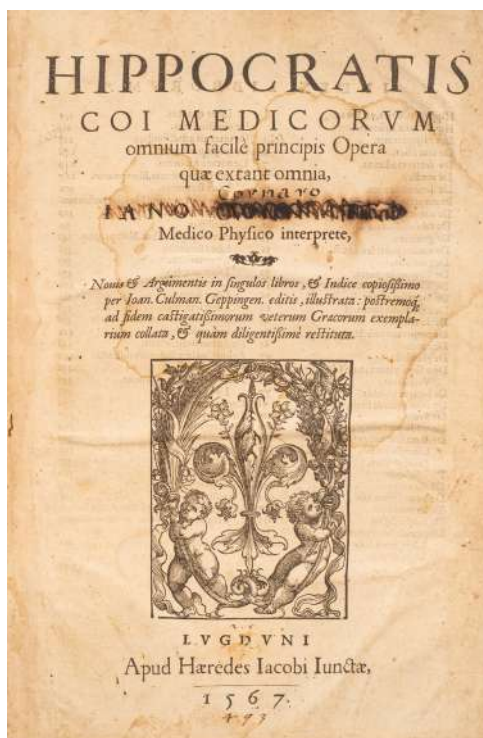 HIPPOCRATIS
COI MEDICORVM
omnium facilè principis Opera
quæ extant omnia,
Cornaro
IANO
Medico Physico interprete,
Nouis & Argumentis in singulos libros, & Indice copiosißimo
per Ioan. Culman. Geppingen. editis, illustrata: postremoq;
ad fidem castigatißimorum veterum Græcorum exempla-
rium collata, & quàm diligentißimè restituta.
LVGDVNI
Apud Hæredes Iacobi Iunctæ,
1567.